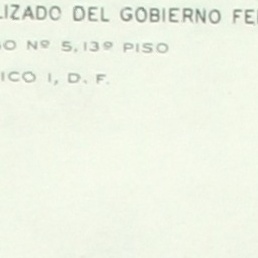 LIZADO DEL GOBIERNO FE
O Nº 5, 13º PISO
ICO 1, D. F.